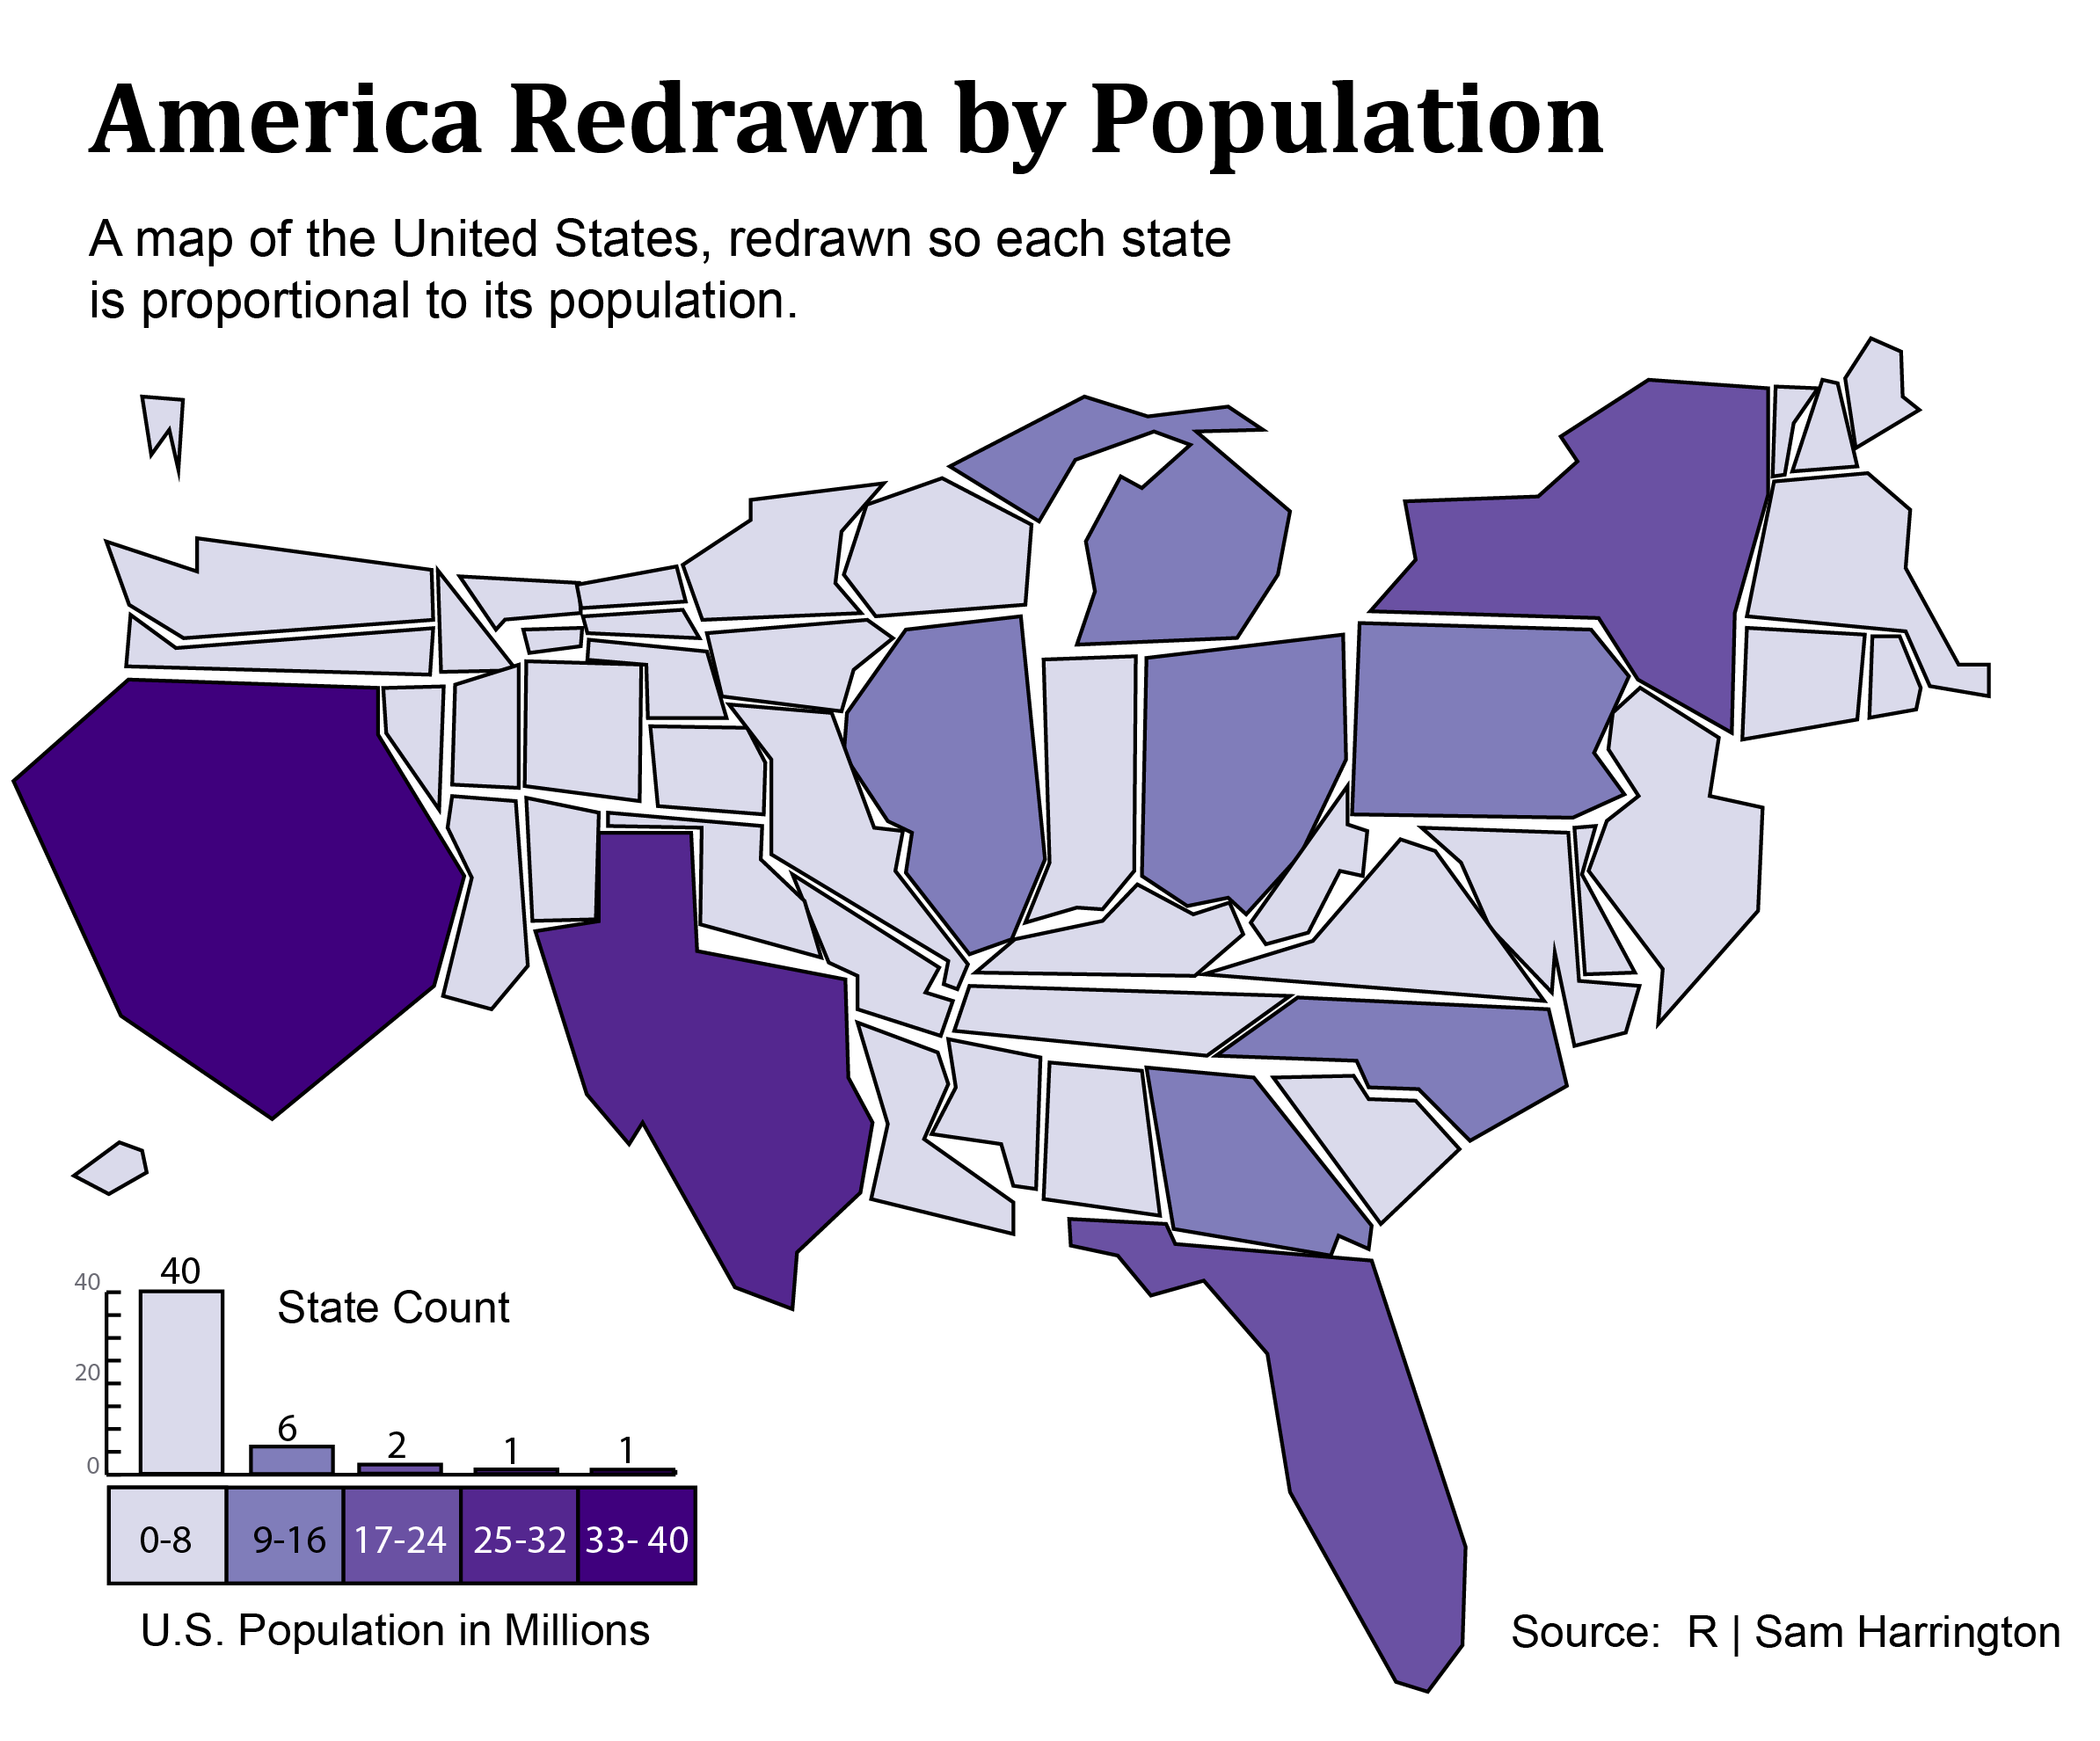 America Redrawn by Population
A map of the United States, redrawn so each state
is proportional to its population.
40
20
0
40
State Count
6
2
1
1
0-8
9-16
17-24
25-32
33- 40
U.S. Population in Millions
Source:  R | Sam Harrington